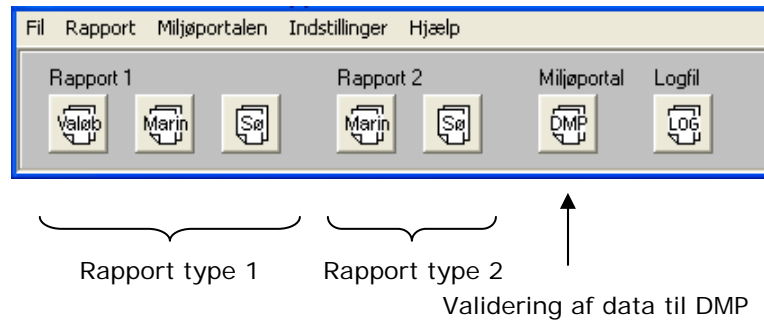 Fil Rapport Miljøportalen Indstillinger Hjælp
Rapport 1 Rapport 2 Miljøportal Logfil
Valøb Marin Sø Marin Sø DMP LOG
Rapport type 1 Rapport type 2
Validering af data til DMP